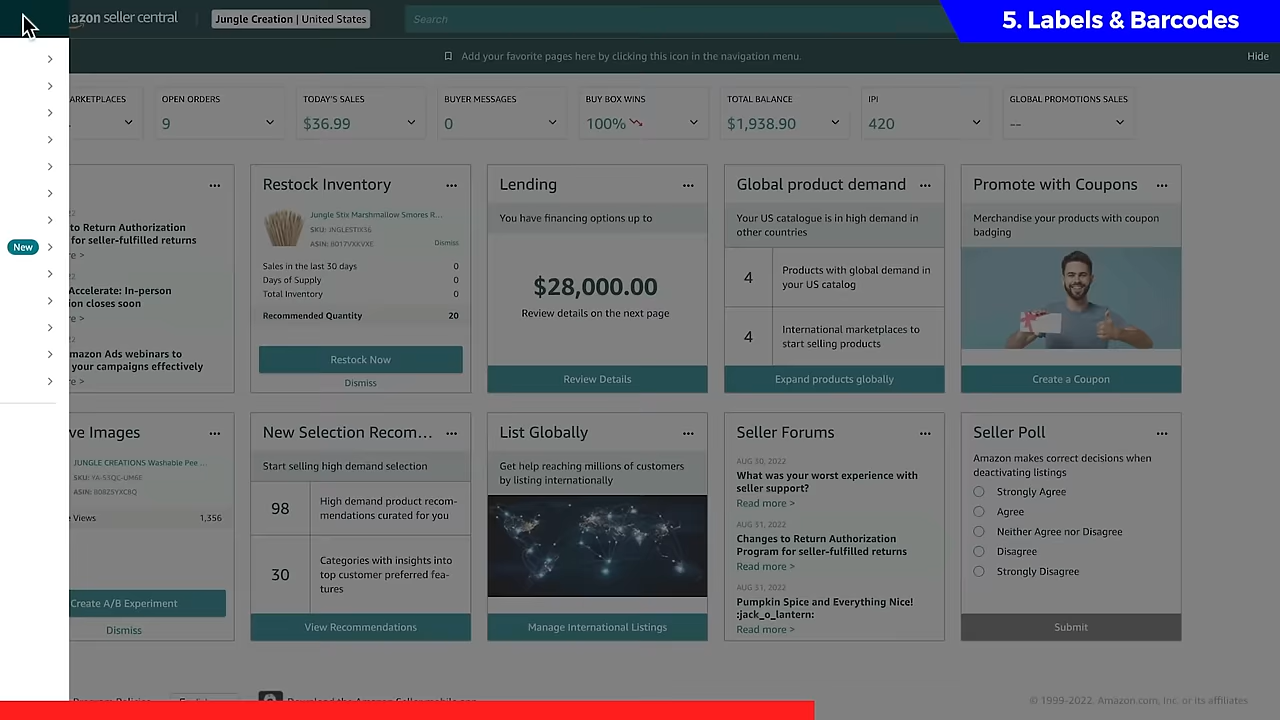 amazon seller central
Jungle Creation | United States
Search
5. Labels & Barcodes
Add your favorite pages here by clicking this icon in the navigation menu.
Hide
New
ARKETPLACES
OPEN ORDERS
9
TODAY'S SALES
$36.99
BUYER MESSAGES
0
BUY BOX WINS
100%
TOTAL BALANCE
$1,938.90
IPI
420
GLOBAL PROMOTIONS SALES
--
to Return Authorization
for seller-fulfilled returns
Accelerate: In-person
on closes soon
mazon Ads webinars to
your campaigns effectively
Restock Inventory
Jungle Stix Marshmallow Smores R...
SKU: JNGLESTIX36
ASIN: B017VXKVXE
Dismiss
Sales in the last 30 days 0
Days of Supply 0
Total Inventory 0
Recommended Quantity 20
Restock Now
Dismiss
Lending
You have financing options up to
$28,000.00
Review details on the next page
Review Details
Global product demand
Your US catalogue is in high demand in
other countries
4
Products with global demand in
your US catalog
4
International marketplaces to
start selling products
Expand products globally
Promote with Coupons
Merchandise your products with coupon
badging
Create a Coupon
ve Images
JUNGLE CREATIONS Washable Pee ...
SKU: YA-53QC-UM6E
ASIN: B08ZSYXC8Q
e Views 1,356
Create A/B Experiment
Dismiss
New Selection Recom...
Start selling high demand selection
98
High demand product recom-
mendations curated for you
30
Categories with insights into
top customer preferred fea-
tures
View Recommendations
List Globally
Get help reaching millions of customers
by listing internationally
Manage International Listings
Seller Forums
AUG 30, 2022
What was your worst experience with
seller support?
Read more >
AUG 31, 2022
Changes to Return Authorization
Program for seller-fulfilled returns
Read more >
AUG 31, 2022
Pumpkin Spice and Everything Nice!
:jack_o_lantern:
Read more >
Seller Poll
Amazon makes correct decisions when
deactivating listings
Strongly Agree
Agree
Neither Agree nor Disagree
Disagree
Strongly Disagree
Submit
© 1999-2022, Amazon.com, Inc. or its affiliates